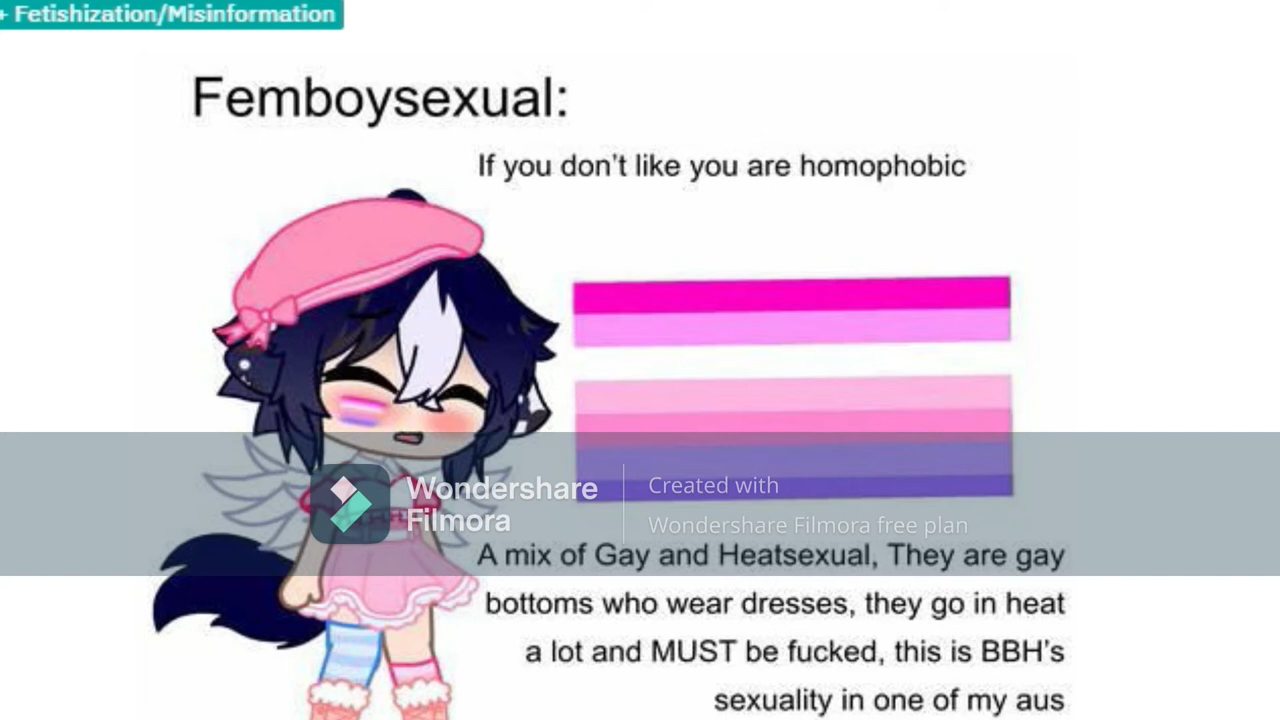 + Fetishization/Misinformation
Femboysexual:
If you don't like you are homophobic
Wondershare
Filmora
Created with
Wondershare Filmora free plan
A mix of Gay and Heatsexual, They are gay
bottoms who wear dresses, they go in heat
a lot and MUST be fucked, this is BBH's
sexuality in one of my aus